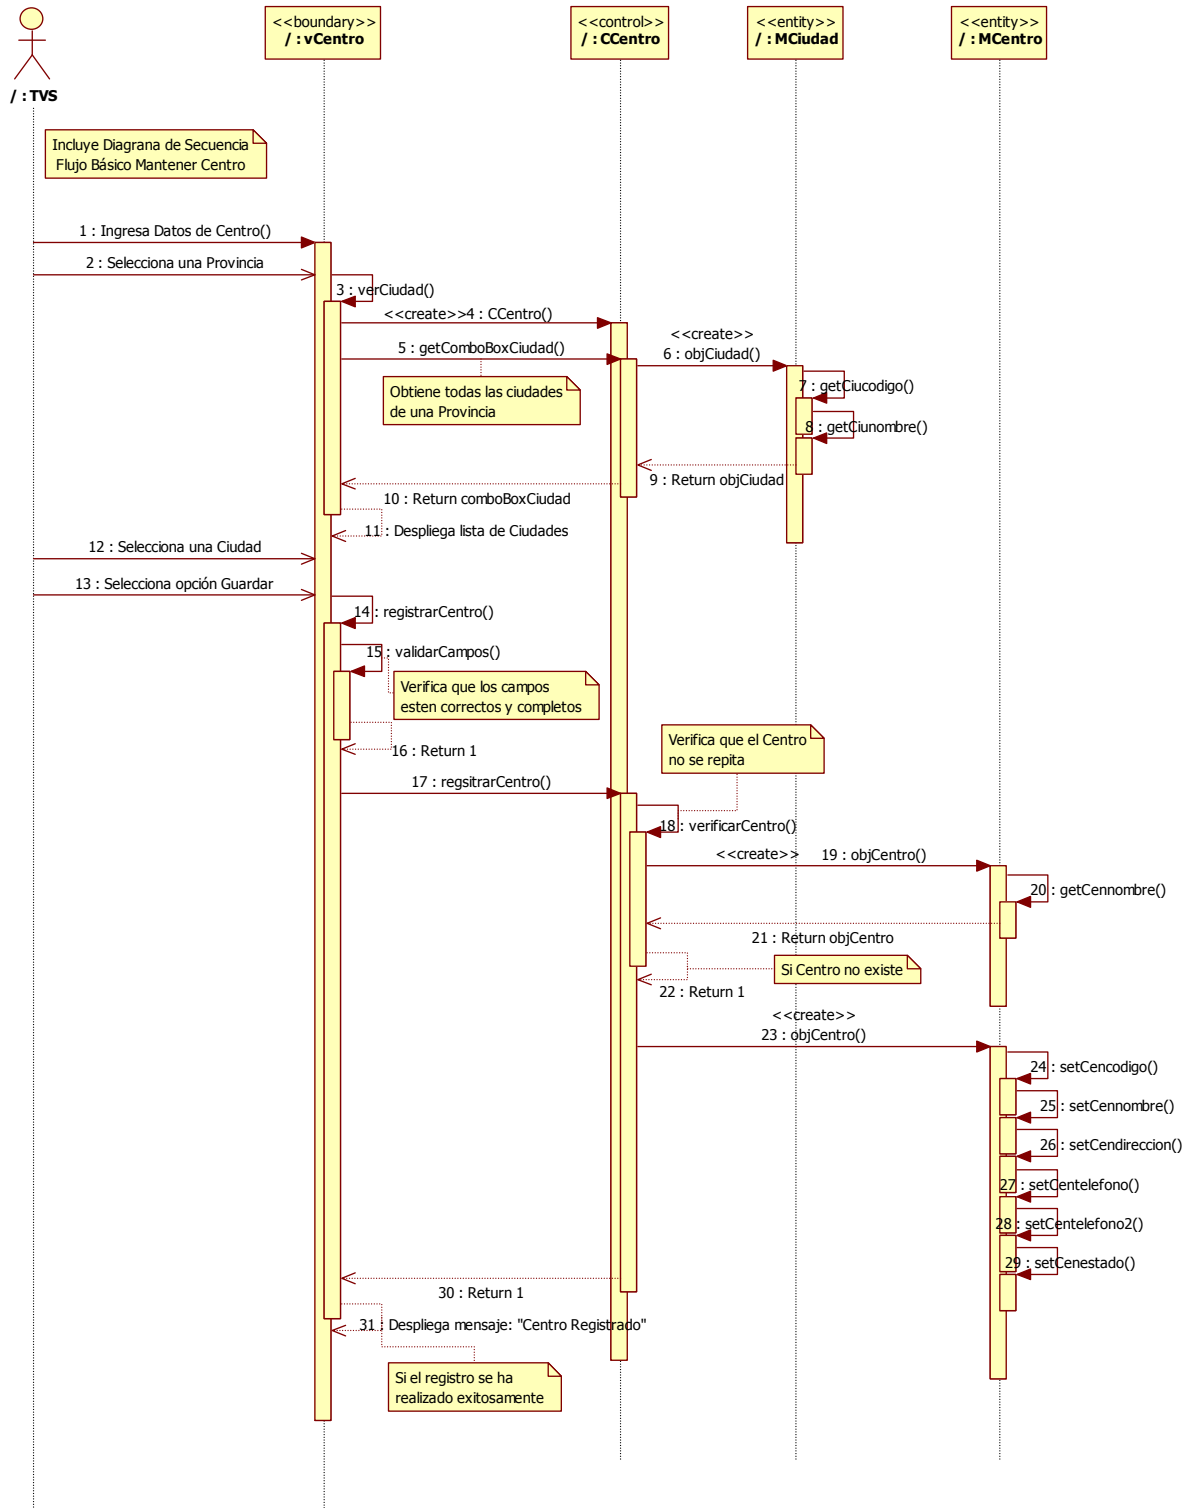 <<boundary>>
/ : vCentro
<<control>>
/ : CCentro
<<entity>>
/ : MCiudad
<<entity>>
/ : MCentro
/ : TVS
Incluye Diagrana de Secuencia
Flujo Básico Mantener Centro
1 : Ingresa Datos de Centro()
2 : Selecciona una Provincia
3 : verCiudad()
<<create>>4 : CCentro()
5 : getComboBoxCiudad()
Obtiene todas las ciudades
de una Provincia
<<create>>
6 : objCiudad()
7 : getCiucodigo()
8 : getCiunombre()
9 : Return objCiudad
10 : Return comboBoxCiudad
11 : Despliega lista de Ciudades
12 : Selecciona una Ciudad
13 : Selecciona opción Guardar
14 : registrarCentro()
15 : validarCampos()
Verifica que los campos
esten correctos y completos
16 : Return 1
Verifica que el Centro
no se repita
17 : regsitrarCentro()
18 : verificarCentro()
<<create>>
19 : objCentro()
20 : getCennombre()
21 : Return objCentro
Si Centro no existe
22 : Return 1
<<create>>
23 : objCentro()
24 : setCencodigo()
25 : setCennombre()
26 : setCendireccion()
27 : setCentelefono()
28 : setCentelefono2()
29 : setCenestado()
30 : Return 1
31 : Despliega mensaje: "Centro Registrado"
Si el registro se ha
realizado exitosamente